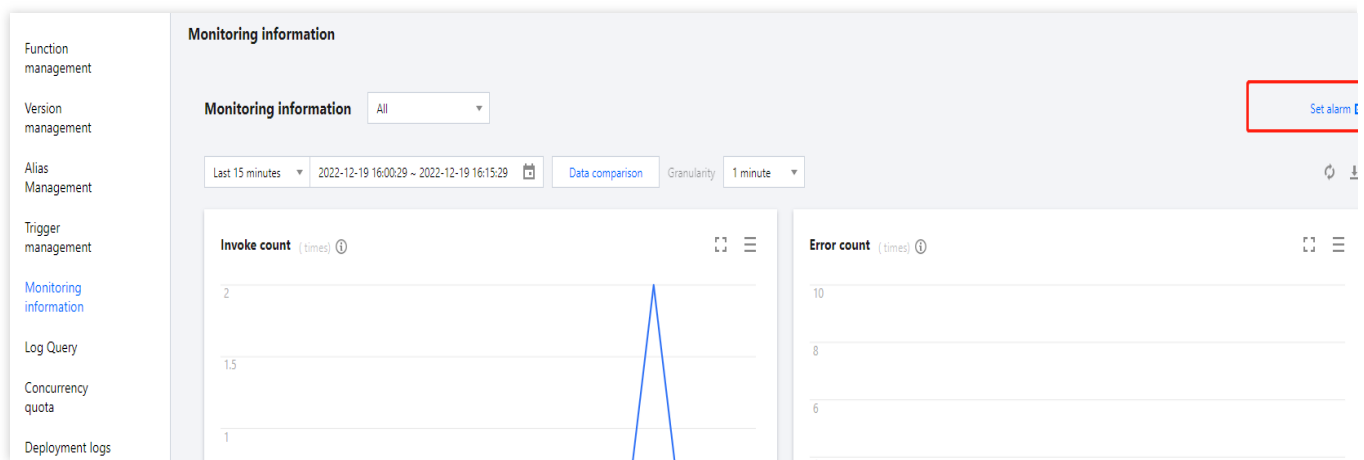 Function
management
Version
management
Alias
Management
Trigger
management
Monitoring
information
Log Query
Concurrency
quota
Deployment logs
Monitoring information
Monitoring information All
Set alarm
Last 15 minutes 2022-12-19 16:00:29 ~ 2022-12-19 16:15:29 Data comparison Granularity 1 minute
Invoke count (times)
2
1.5
1
Error count (times)
10
8
6